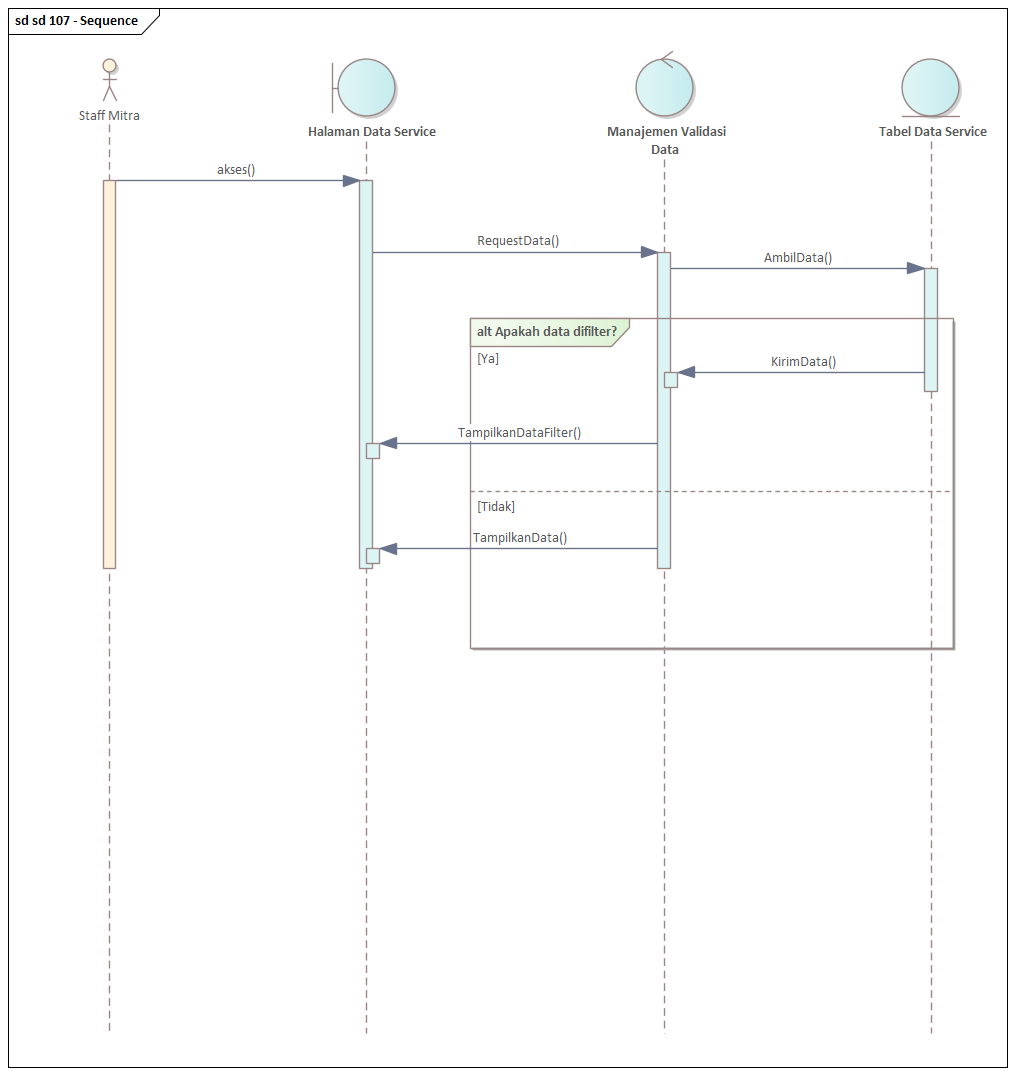 sd sd 107 - Sequence
Staff Mitra
Halaman Data Service
Manajemen Validasi
Data
Tabel Data Service
akses()
RequestData()
AmbilData()
alt Apakah data difilter?
[Ya]
KirimData()
TampilkanDataFilter()
[Tidak]
TampilkanData()